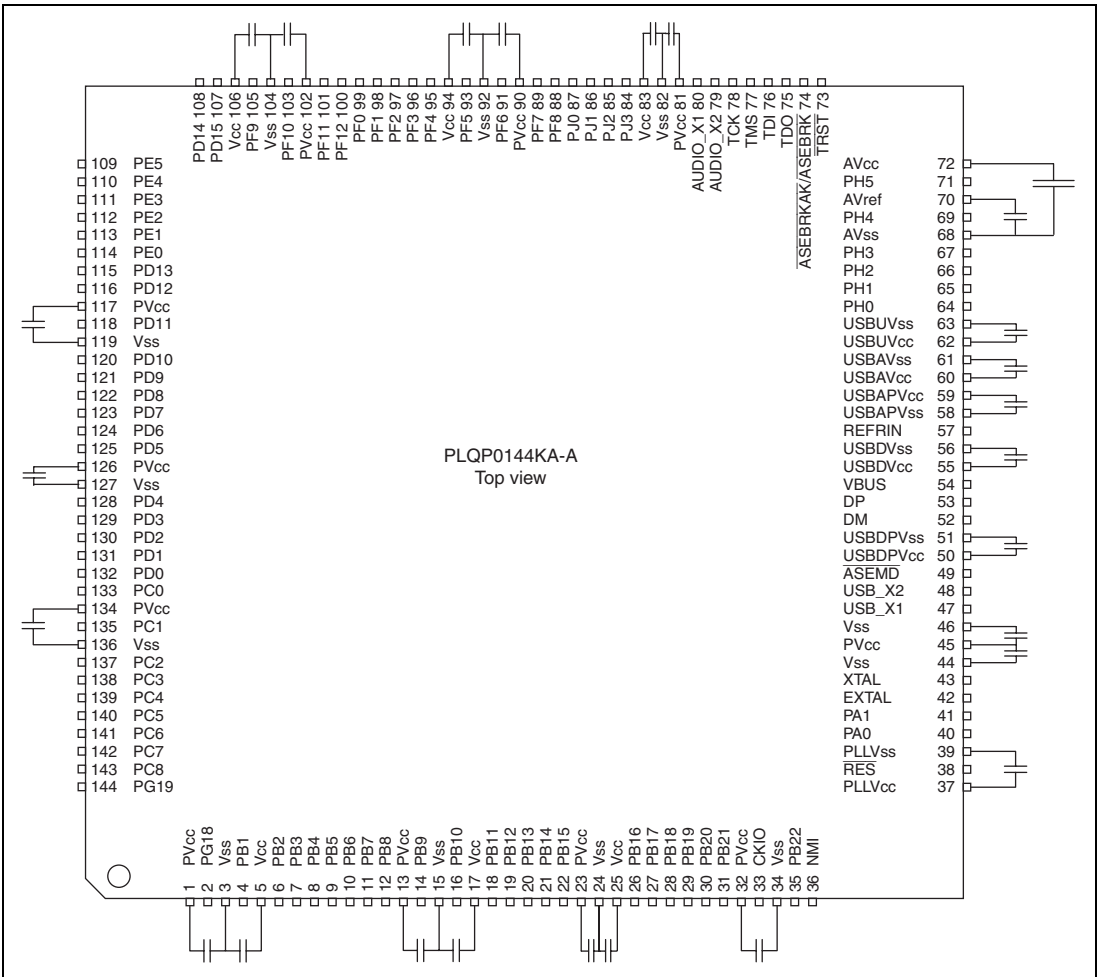 PD14 108
PD15 107
Vcc 106
PF9 105
Vss 104
PF10 103
PVcc 102
PF11 101
PF12 100
PF0 99
PF1 98
PF2 97
PF3 96
PF4 95
Vcc 94
PF5 93
Vss 92
PF6 91
PVcc 90
PF7 89
PF8 88
PJ0 87
PJ1 86
PJ2 85
PJ3 84
Vcc 83
Vss 82
PVcc 81
AUDIO_X1 80
AUDIO_X2 79
TCK 78
TMS 77
TDI 76
TDO 75
ASEBRKAK/ASEBRK 74
TRST 73
109 PE5
110 PE4
111 PE3
112 PE2
113 PE1
114 PE0
115 PD13
116 PD12
117 PVcc
118 PD11
119 Vss
120 PD10
121 PD9
122 PD8
123 PD7
124 PD6
125 PD5
126 PVcc
127 Vss
128 PD4
129 PD3
130 PD2
131 PD1
132 PD0
133 PC0
134 PVcc
135 PC1
136 Vss
137 PC2
138 PC3
139 PC4
140 PC5
141 PC6
142 PC7
143 PC8
144 PG19
PLQP0144KA-A
Top view
AVcc 72
PH5 71
AVref 70
PH4 69
AVss 68
PH3 67
PH2 66
PH1 65
PH0 64
USBUVss 63
USBUVcc 62
USBAVss 61
USBAVcc 60
USBAPVcc 59
USBAPVss 58
REFRIN 57
USBDVss 56
USBDVcc 55
VBUS 54
DP 53
DM 52
USBDPVss 51
USBDPVcc 50
ASEMD 49
USB_X2 48
USB_X1 47
Vss 46
PVcc 45
Vss 44
XTAL 43
EXTAL 42
PA1 41
PA0 40
PLLVss 39
RES 38
PLLVcc 37
1 PVcc
2 PG18
3 Vss
4 PB1
5 Vcc
6 PB2
7 PB3
8 PB4
9 PB5
10 PB6
11 PB7
12 PB8
13 PVcc
14 PB9
15 Vss
16 PB10
17 Vcc
18 PB11
19 PB12
20 PB13
21 PB14
22 PB15
23 PVcc
24 Vss
25 Vcc
26 PB16
27 PB17
28 PB18
29 PB19
30 PB20
31 PB21
32 PVcc
33 CKIO
34 Vss
35 PB22
36 NMI